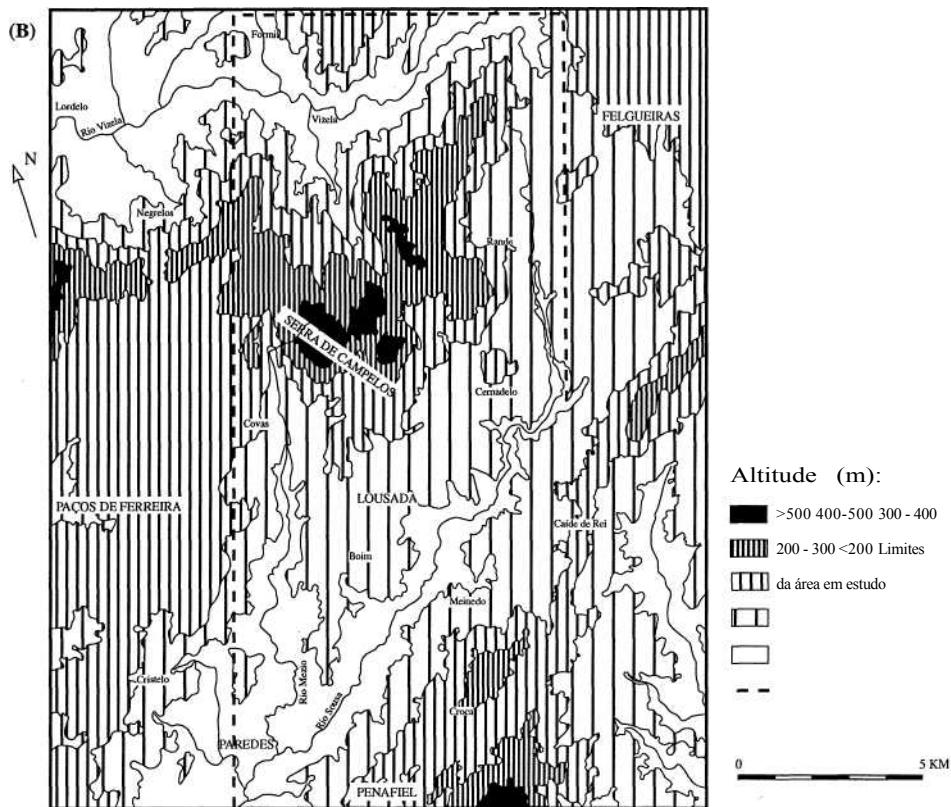 (B)
Formil
Lordelo
Rio Vizela
Vizela
FELGUEIRAS
N
Negrelos
Rande
SERRA DE CAMPELOS
Cernadelo
Covas
PAÇOS DE FERREIRA
LOUSADA
Caíde de Rei
Boim
Meinedo
Cristelo
Rio Mezio
Rio Sousa
Croca
PAREDES
PENAFIEL
Altitude (m):
>500 400-500 300 - 400
200 - 300 <200 Limites
da área em estudo
0 5 KM